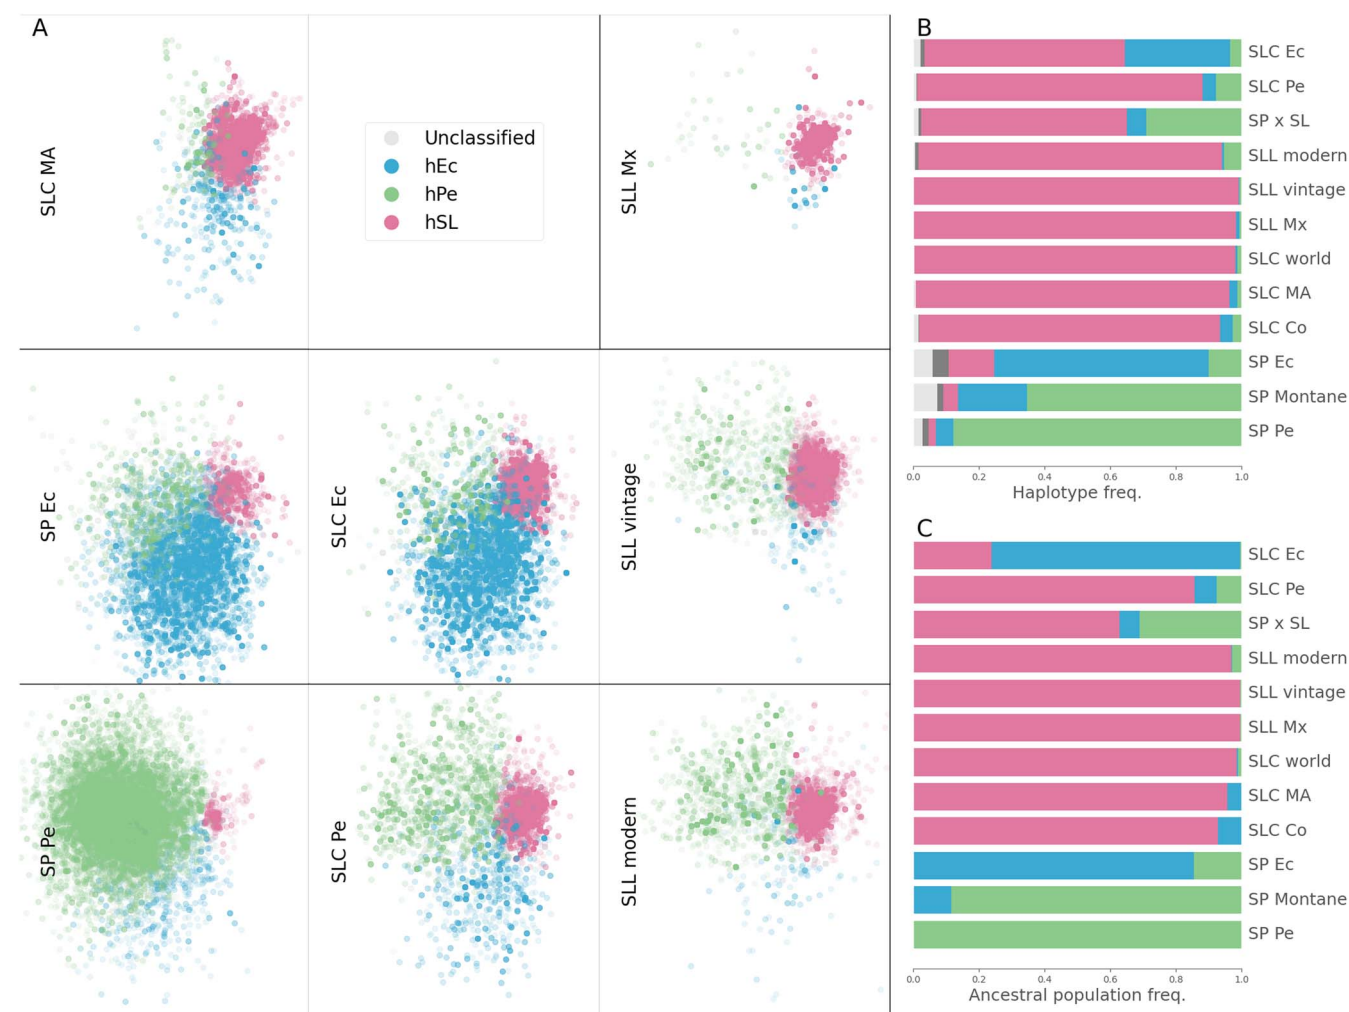 A
SLC MA
Unclassified
hEc
hPe
hSL
SLL Mx
SP Ec
SLC Ec
SLL vintage
SP Pe
SLC Pe
SLL modern
B
SLC Ec
SLC Pe
SP x SL
SLL modern
SLL vintage
SLL Mx
SLC world
SLC MA
SLC Co
SP Ec
SP Montane
SP Pe
0.0 0.2 0.4 0.6 0.8 1.0
Haplotype freq.
C
SLC Ec
SLC Pe
SP x SL
SLL modern
SLL vintage
SLL Mx
SLC world
SLC MA
SLC Co
SP Ec
SP Montane
SP Pe
0.0 0.2 0.4 0.6 0.8 1.0
Ancestral population freq.